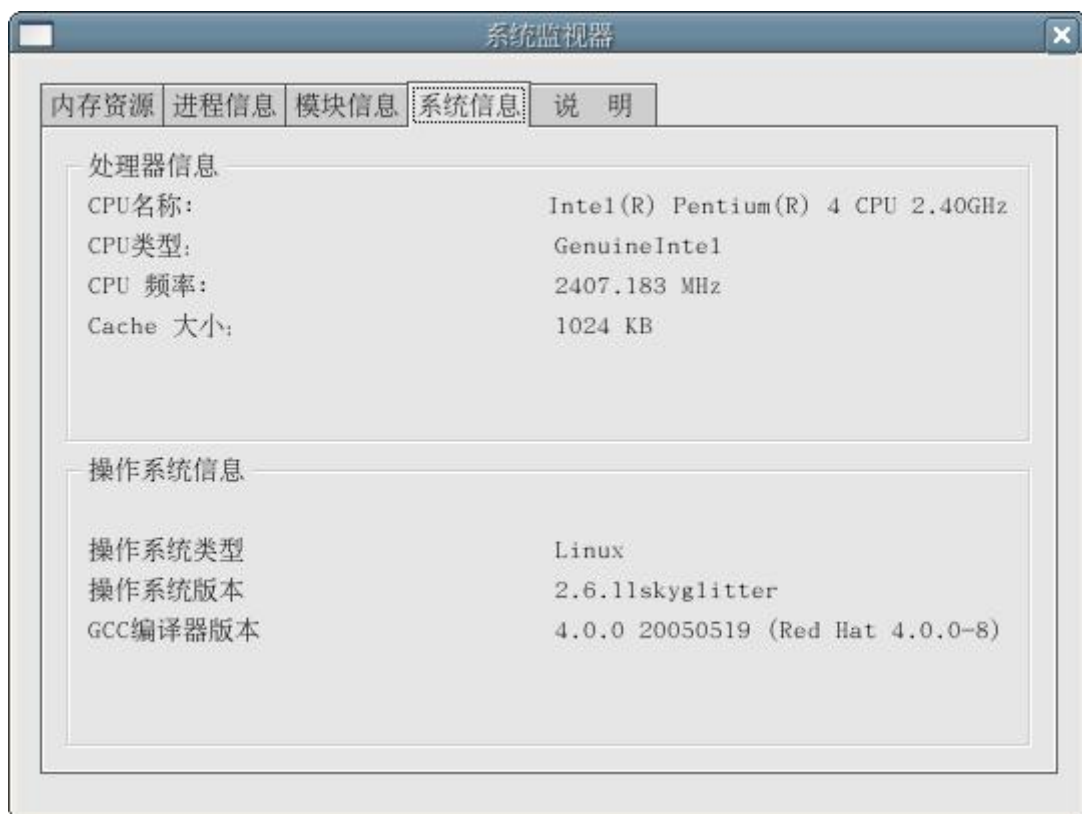 系统监视器
内存资源 进程信息 模块信息 系统信息 说 明
处理器信息
CPU名称: Intel(R) Pentium(R) 4 CPU 2.40GHz
CPU类型: GenuineIntel
CPU 频率: 2407.183 MHz
Cache 大小: 1024 KB
操作系统信息
操作系统类型 Linux
操作系统版本 2.6.11skyglitter
GCC编译器版本 4.0.0 20050519 (Red Hat 4.0.0-8)